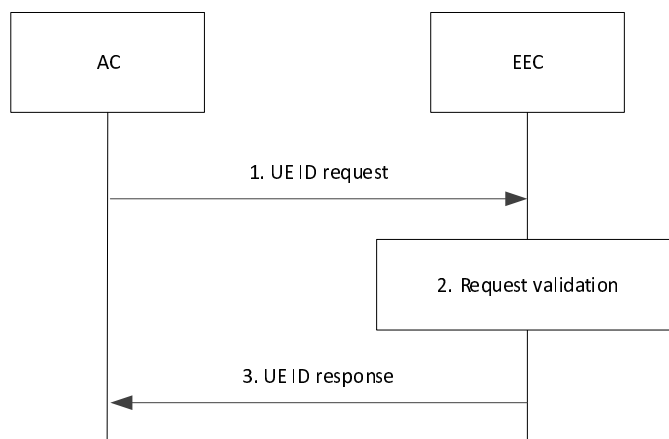 AC
EEC
1. UE ID request
2. Request validation
3. UE ID response